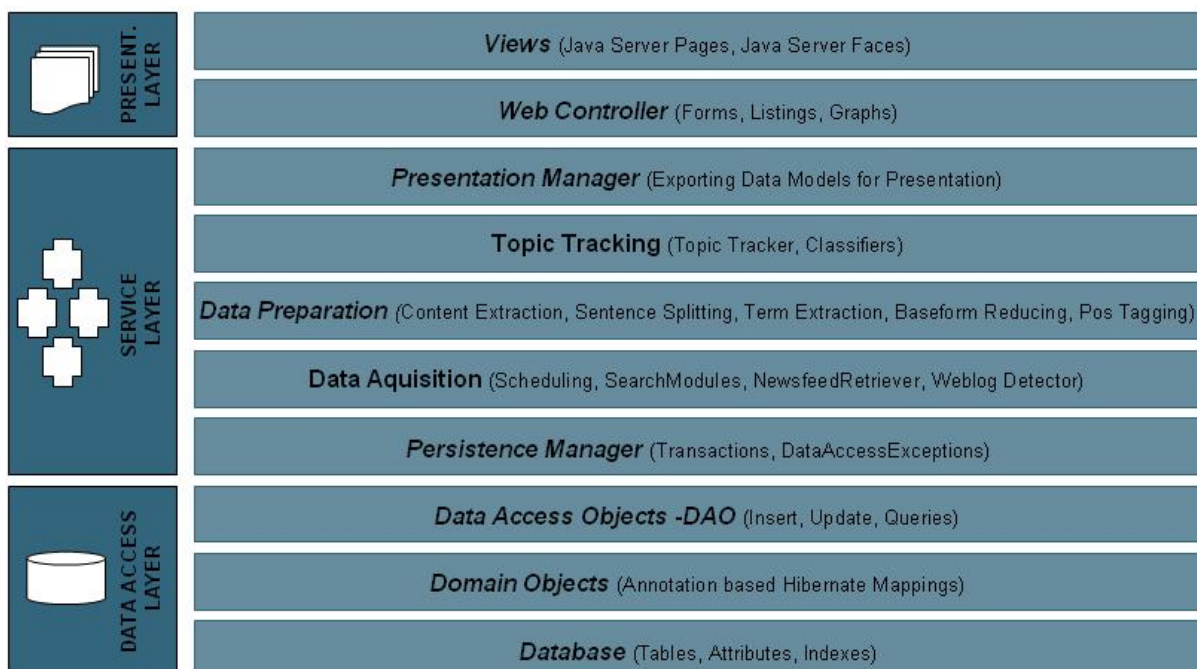 PRESENT.
LAYER
Views (Java Server Pages, Java Server Faces)
Web Controller (Forms, Listings, Graphs)
SERVICE
LAYER
Presentation Manager (Exporting Data Models for Presentation)
Topic Tracking (Topic Tracker, Classifiers)
Data Preparation (Content Extraction, Sentence Splitting, Term Extraction, Baseform Reducing, Pos Tagging)
Data Aquisition (Scheduling, SearchModules, NewsfeedRetriever, Weblog Detector)
Persistence Manager (Transactions, DataAccessExceptions)
DATA ACCESS
LAYER
Data Access Objects -DAO (Insert, Update, Queries)
Domain Objects (Annotation based Hibernate Mappings)
Database (Tables, Attributes, Indexes)